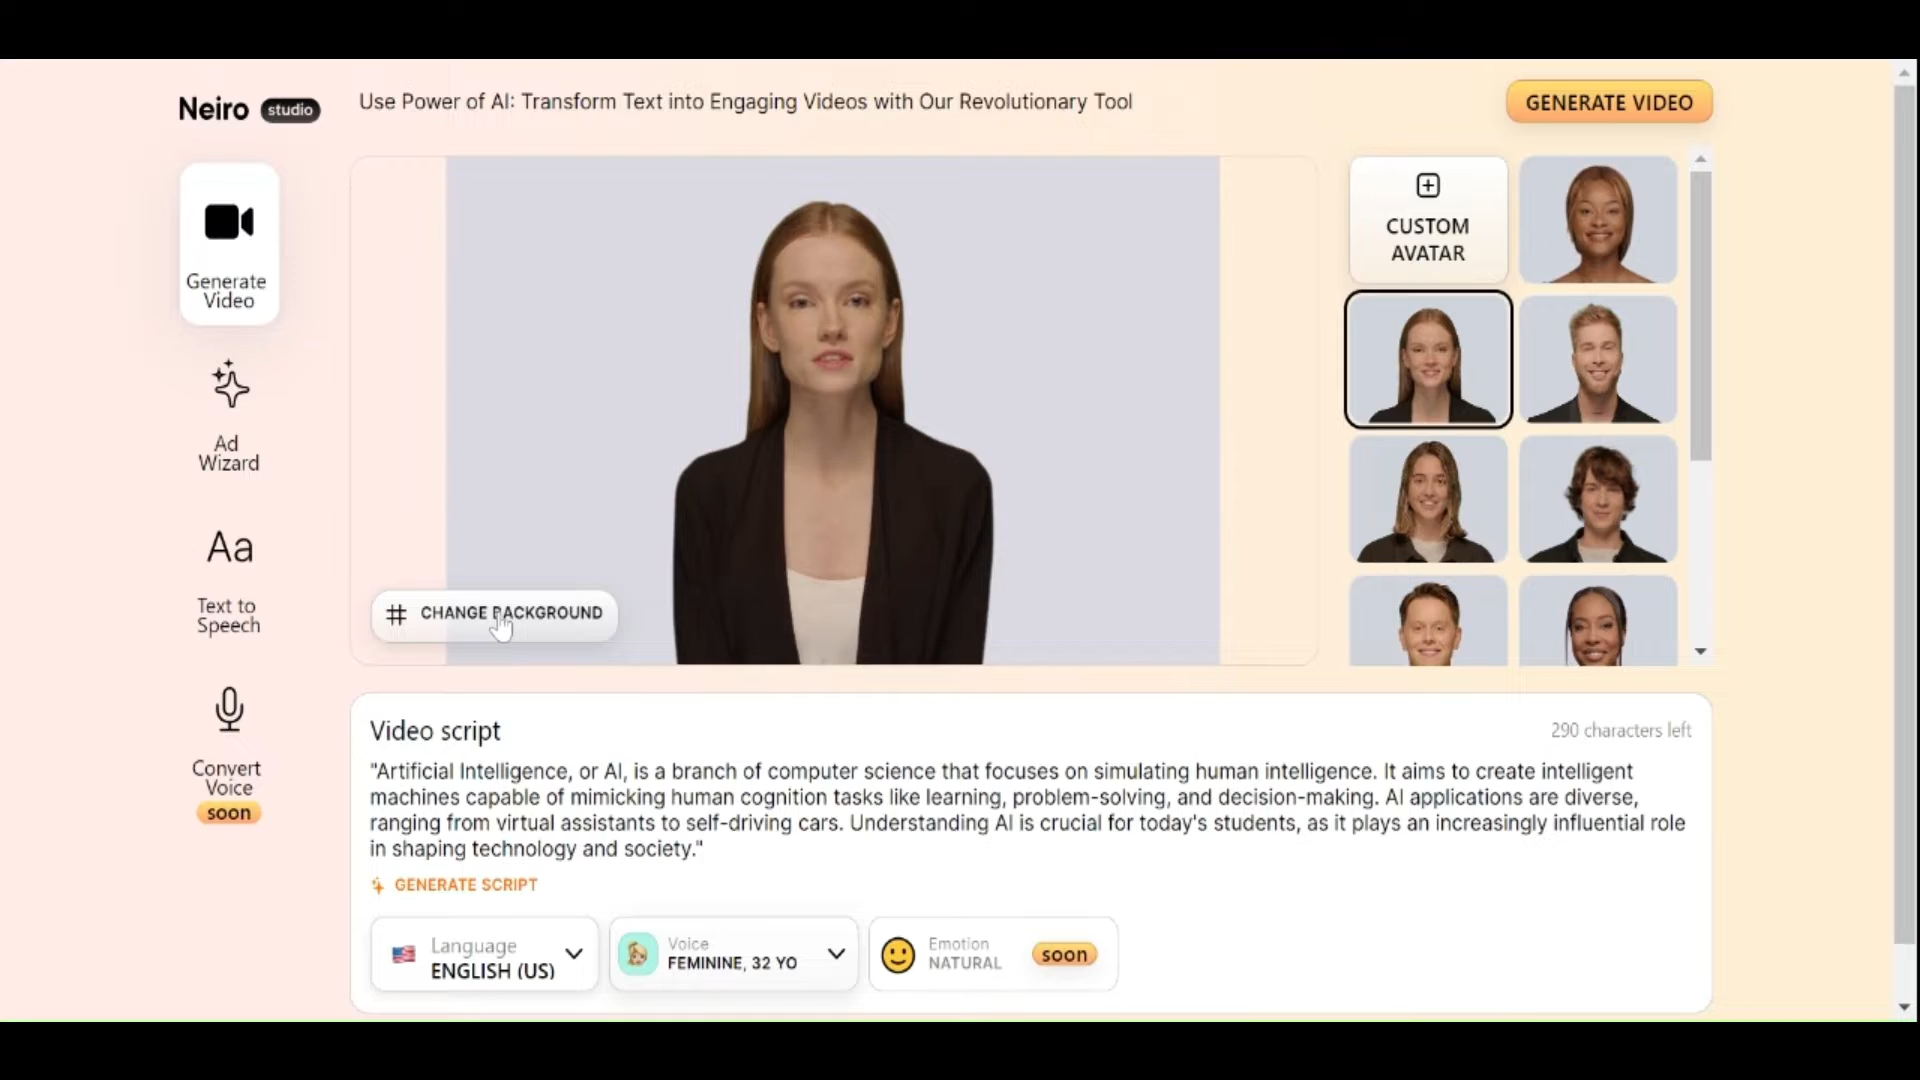 Neiro studio
Use Power of AI: Transform Text into Engaging Videos with Our Revolutionary Tool
GENERATE VIDEO
Generate
Video
Ad
Wizard
Aa
Text to
Speech
Convert
Voice
soon
CHANGE BACKGROUND
CUSTOM
AVATAR
Video script
290 characters left
"Artificial Intelligence, or AI, is a branch of computer science that focuses on simulating human intelligence. It aims to create intelligent
machines capable of mimicking human cognition tasks like learning, problem-solving, and decision-making. AI applications are diverse,
ranging from virtual assistants to self-driving cars. Understanding AI is crucial for today's students, as it plays an increasingly influential role
in shaping technology and society."
GENERATE SCRIPT
Language
ENGLISH (US)
Voice
FEMININE, 32 YO
Emotion
NATURAL
soon